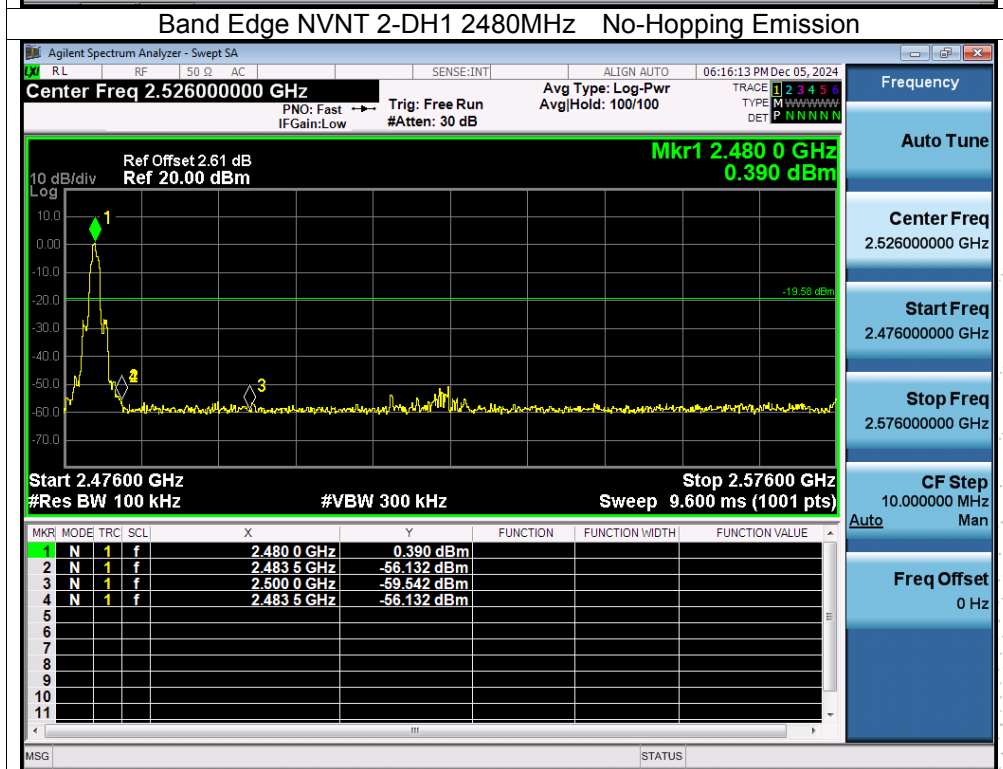 Band Edge NVNT 2-DH1 2480MHz No-Hopping Emission
Agilent Spectrum Analyzer - Swept SA
LXI RL RF 50 Ω AC SENSE:INT ALIGN AUTO 06:16:13 PM Dec 05, 2024
Center Freq 2.526000000 GHz
PNO: Fast
IFGain:Low
Trig: Free Run
#Atten: 30 dB
Avg Type: Log-Pwr
Avg|Hold: 100/100
TRACE 1 2 3 4 5 6
TYPE M WWWWW
DET P N N N N N
Frequency
Mkr1 2.480 0 GHz
0.390 dBm
Ref Offset 2.61 dB
10 dB/div Ref 20.00 dBm
Log
10.0
0.00
-10.0
-20.0
-30.0
-40.0
-50.0
-60.0
-70.0
1
2
3
-19.58 dBm
Start 2.47600 GHz Stop 2.57600 GHz
#Res BW 100 kHz #VBW 300 kHz Sweep 9.600 ms (1001 pts)
MKR MODE TRC SCL X Y FUNCTION FUNCTION WIDTH FUNCTION VALUE
1 N 1 f 2.480 0 GHz 0.390 dBm
2 N 1 f 2.483 5 GHz -56.132 dBm
3 N 1 f 2.500 0 GHz -59.542 dBm
4 N 1 f 2.483 5 GHz -56.132 dBm
5
6
7
8
9
10
11
MSG STATUS
Auto Tune
Center Freq
2.526000000 GHz
Start Freq
2.476000000 GHz
Stop Freq
2.576000000 GHz
CF Step
10.000000 MHz
Auto Man
Freq Offset
0 Hz